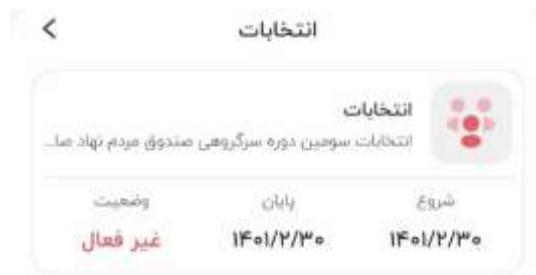 انتخابات
انتخابات
انتخابات سومین دوره سرگروهی صندوق مردم نهاد صا...
شروع پایان وضعیت
۱۴۰۱/۲/۳۰ ۱۴۰۱/۲/۳۰ غیر فعال